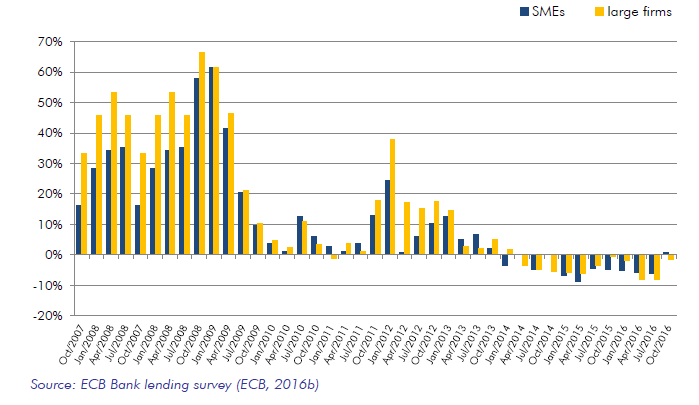 SMEs
large firms
70%
60%
50%
40%
30%
20%
10%
0%
-10%
-20%
Oct/2007
Jan/2008
Apr/2008
Jul/2008
Oct/2007
Jan/2008
Apr/2008
Jul/2008
Oct/2008
Jan/2009
Apr/2009
Jul/2009
Oct/2009
Jan/2010
Apr/2010
Jul/2010
Oct/2010
Jan/2011
Apr/2011
Jul/2011
Oct/2011
Jan/2012
Apr/2012
Jul/2012
Oct/2012
Jan/2013
Apr/2013
Jul/2013
Oct/2013
Jan/2014
Apr/2014
Jul/2014
Oct/2014
Jan/2015
Apr/2015
Jul/2015
Oct/2015
Jan/2016
Apr/2016
Jul/2016
Oct/2016
Source: ECB Bank lending survey (ECB, 2016b)